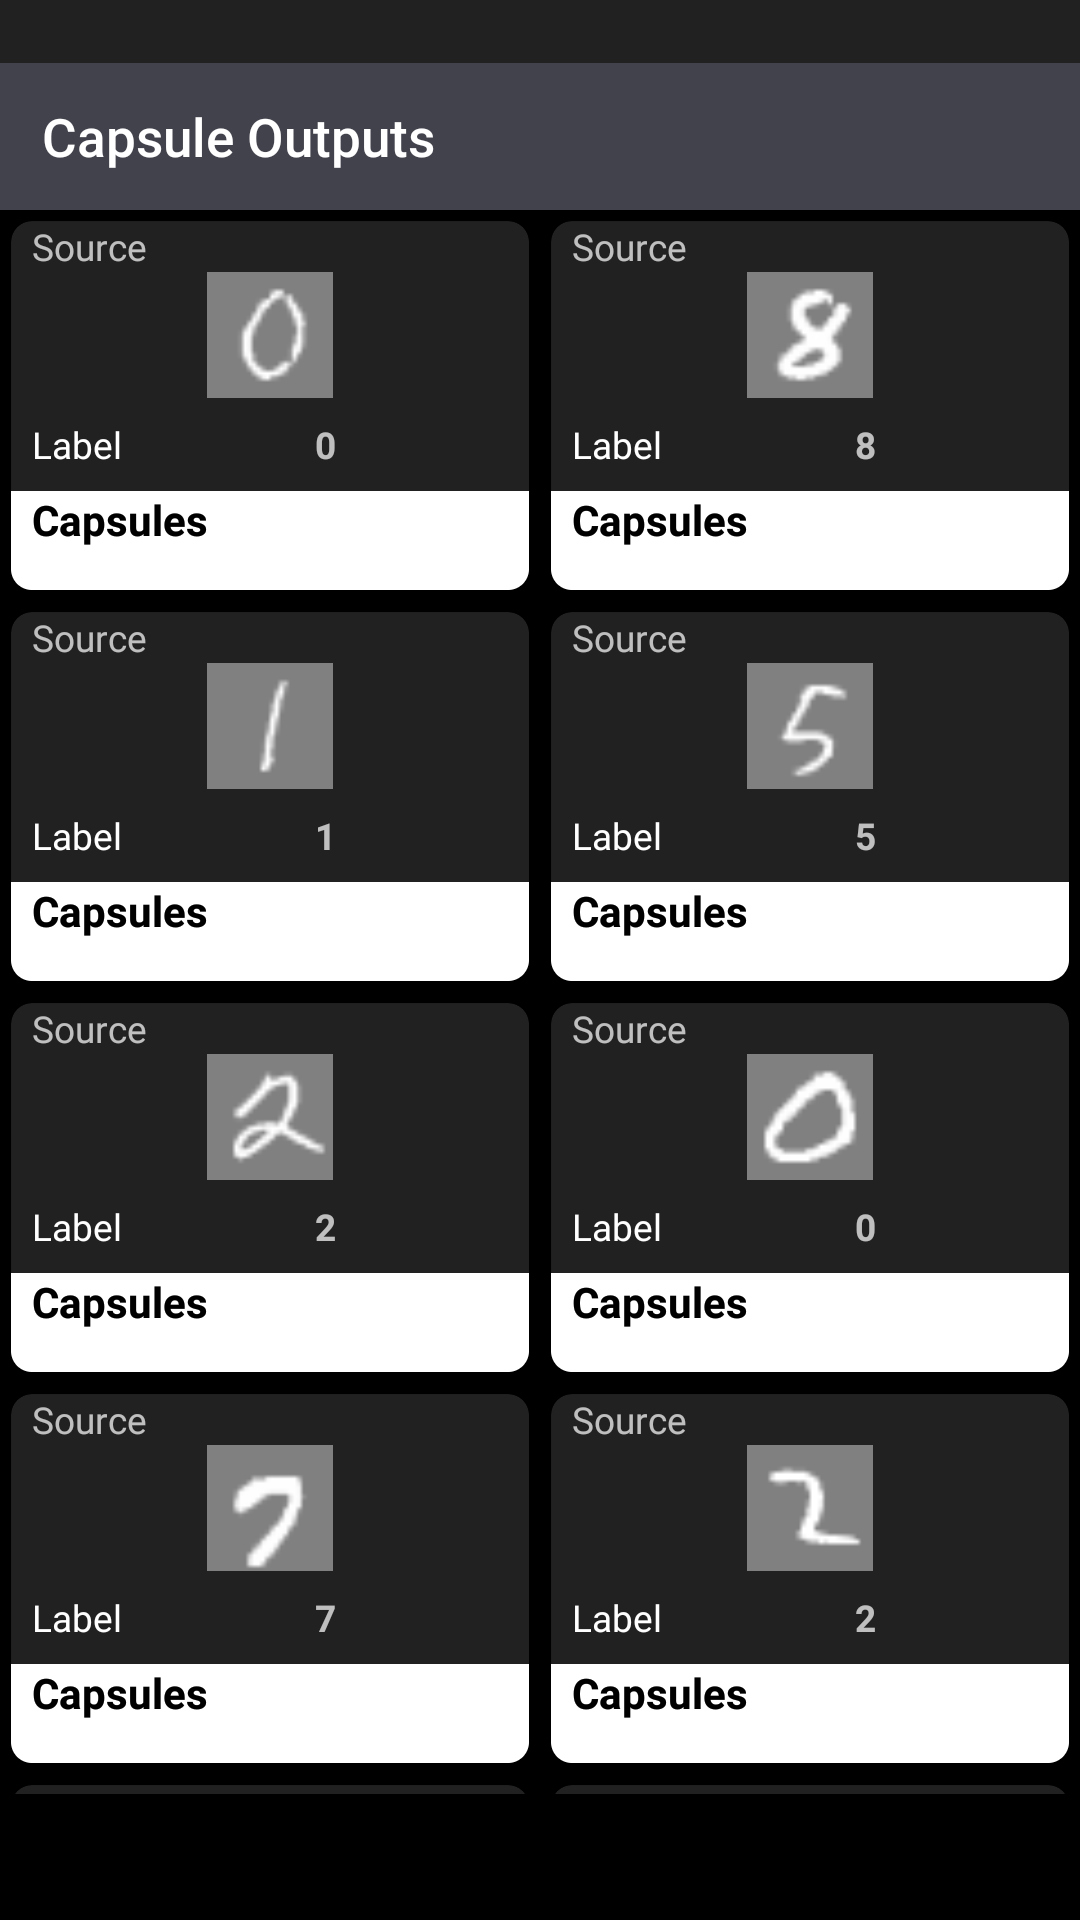 Capsule Outputs
Source Source
0 8
Label 0 Label 8
Capsules Capsules
Source Source
1 5
Label 1 Label 5
Capsules Capsules
Source Source
2 0
Label 2 Label 0
Capsules Capsules
Source Source
7 2
Label 7 Label 2
Capsules Capsules